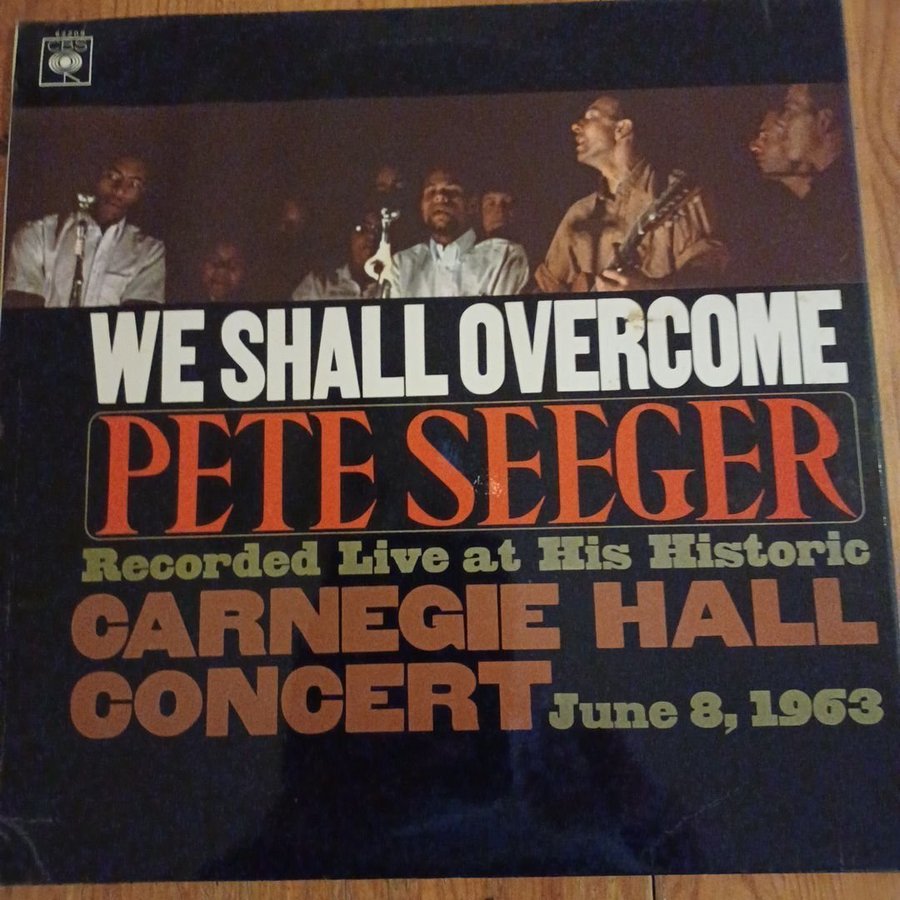 CBS
WE SHALL OVERCOME
PETE SEEGER
Recorded Live at His Historic
CARNEGIE HALL
CONCERT June 8, 1963